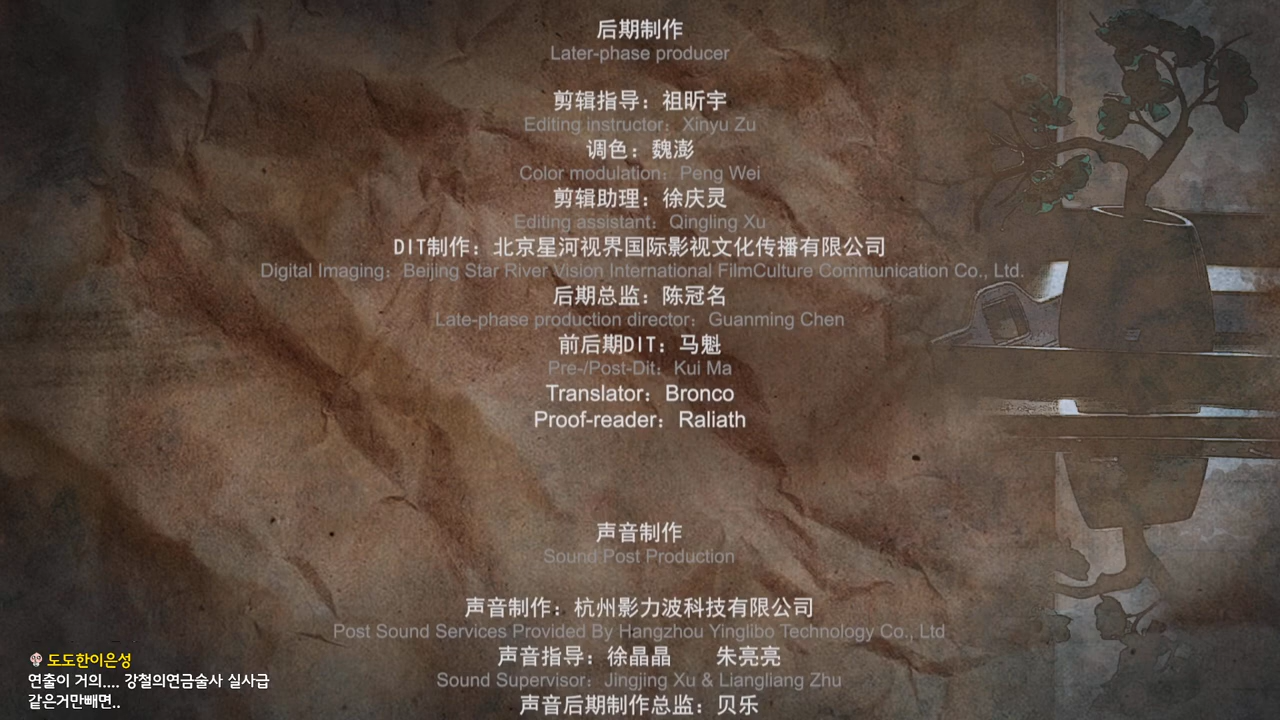 后期制作
Later-phase producer
剪辑指导：祖昕宇
Editing instructor：Xinyu Zu
调色：魏澎
Color modulation：Peng Wei
剪辑助理：徐庆灵
Editing assistant：Qingling Xu
DIT制作：北京星河视界国际影视文化传播有限公司
Digital Imaging：Beijing Star River Vision International FilmCulture Communication Co., Ltd.
后期总监：陈冠名
Late-phase production director：Guanming Chen
前后期DIT：马魁
Pre-/Post-Dit：Kui Ma
Translator：Bronco
Proof-reader：Raliath
声音制作
Sound Post Production
声音制作：杭州影力波科技有限公司
Post Sound Services Provided By Hangzhou Yinglibo Technology Co., Ltd
声音指导：徐晶晶 朱亮亮
Sound Supervisor：Jingjing Xu & Liangliang Zhu
声音后期制作总监：贝乐
도도한이은성
연출이 거의.... 강철의연금술사 실사급
같은거만빼면..